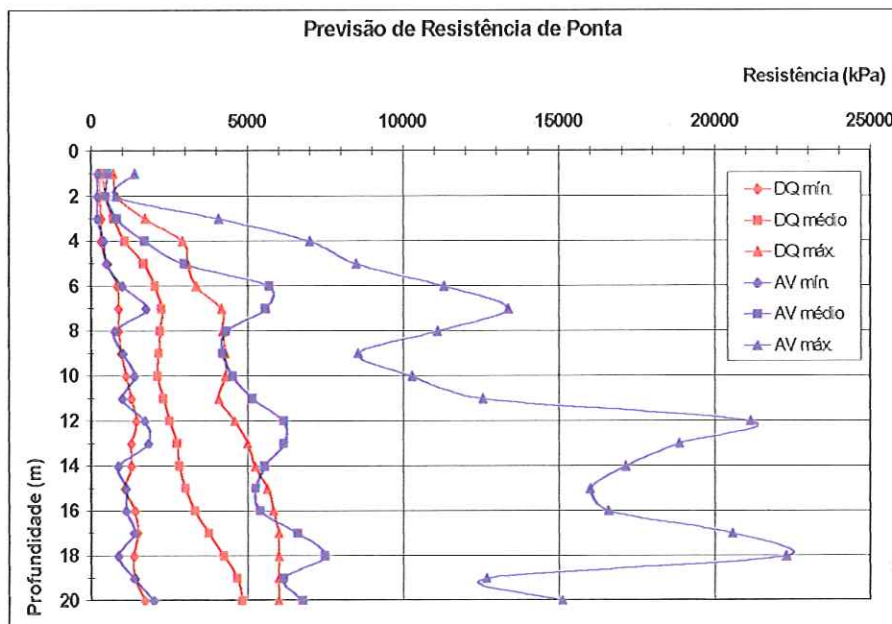 Previsão de Resistência de Ponta
Resistência (kPa)
0 5000 10000 15000 20000 25000
0
2
4
6
8
10
12
14
16
18
20
Profundidade (m)
DQ mín.
DQ médio
DQ máx.
AV mín.
AV médio
AV máx.